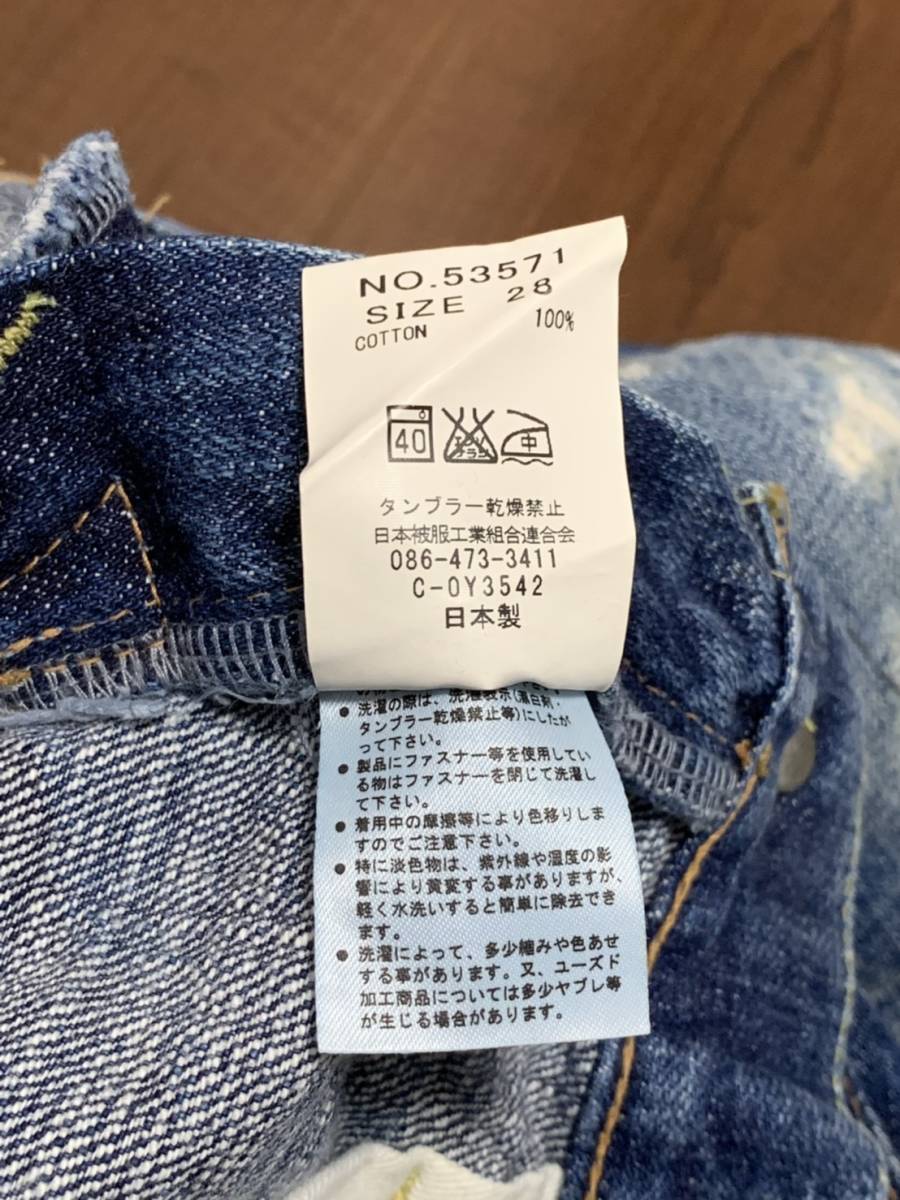 NO.53571
SIZE 28
COTTON 100%
40
エンソサラシ
中
タンブラー乾燥禁止
日本被服工業組合連合会
086-473-3411
C-0Y3542
日本製
● 洗濯の際は、洗濯表示(漂白剤・
タンブラー乾燥禁止等)にしたが
って下さい。
● 製品にファスナー等を使用してい
る物はファスナーを閉じて洗濯し
て下さい。
● 着用中の摩擦等により色移りしま
すのでご注意下さい。
● 特に淡色物は、紫外線や湿度の影
響により黄変する事がありますが、
軽く水洗いすると簡単に除去でき
ます。
● 洗濯によって、多少縮みや色あせ
する事があります。又、ユーズド
加工商品については多少ヤブレ等
が生じる場合があります。